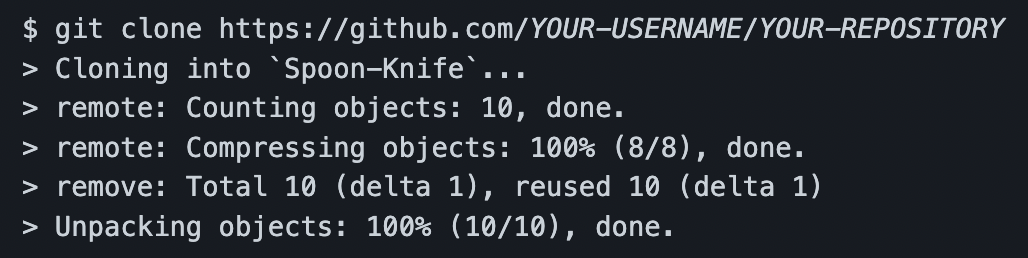 $ git clone https://github.com/YOUR-USERNAME/YOUR-REPOSITORY
> Cloning into `Spoon-Knife`...
> remote: Counting objects: 10, done.
> remote: Compressing objects: 100% (8/8), done.
> remove: Total 10 (delta 1), reused 10 (delta 1)
> Unpacking objects: 100% (10/10), done.